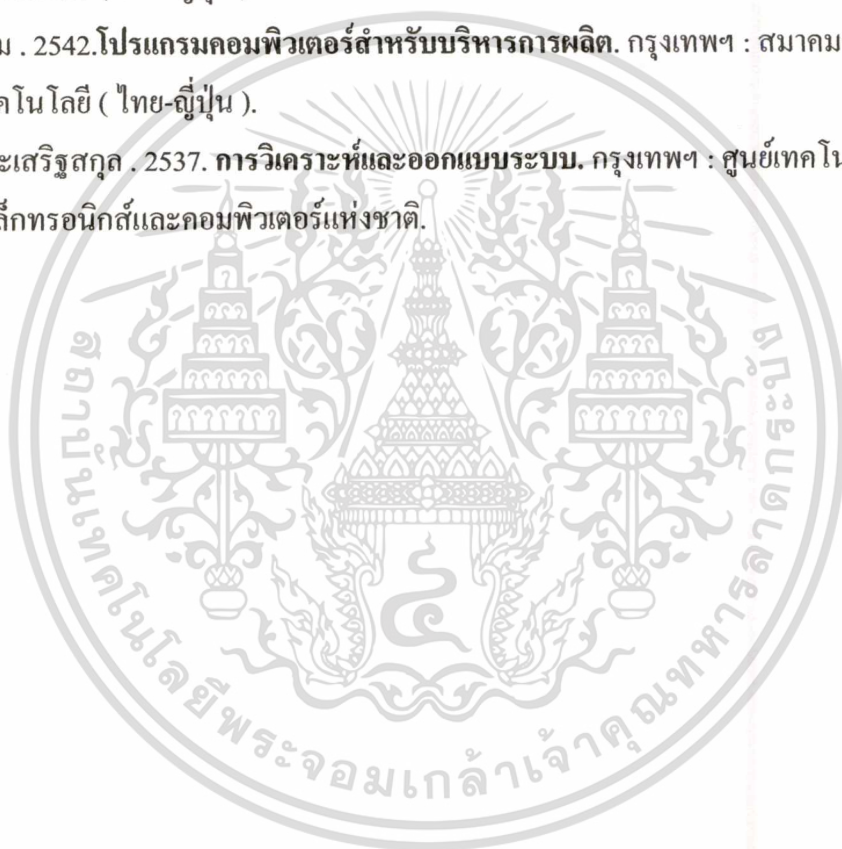 ม . 2542.โปรแกรมคอมพิวเตอร์สำหรับบริหารการผลิต. กรุงเทพฯ : สมาคม
คโนโลยี ( ไทย-ญี่ปุ่น ).
ะเสริฐสกุล . 2537. การวิเคราะห์และออกแบบระบบ. กรุงเทพฯ : ศูนย์เทคโน
ล็กทรอนิกส์และคอมพิวเตอร์แห่งชาติ.
สถาบันเทคโนโลยีพระจอมเกล้าเจ้าคุณทหารลาดกระบัง